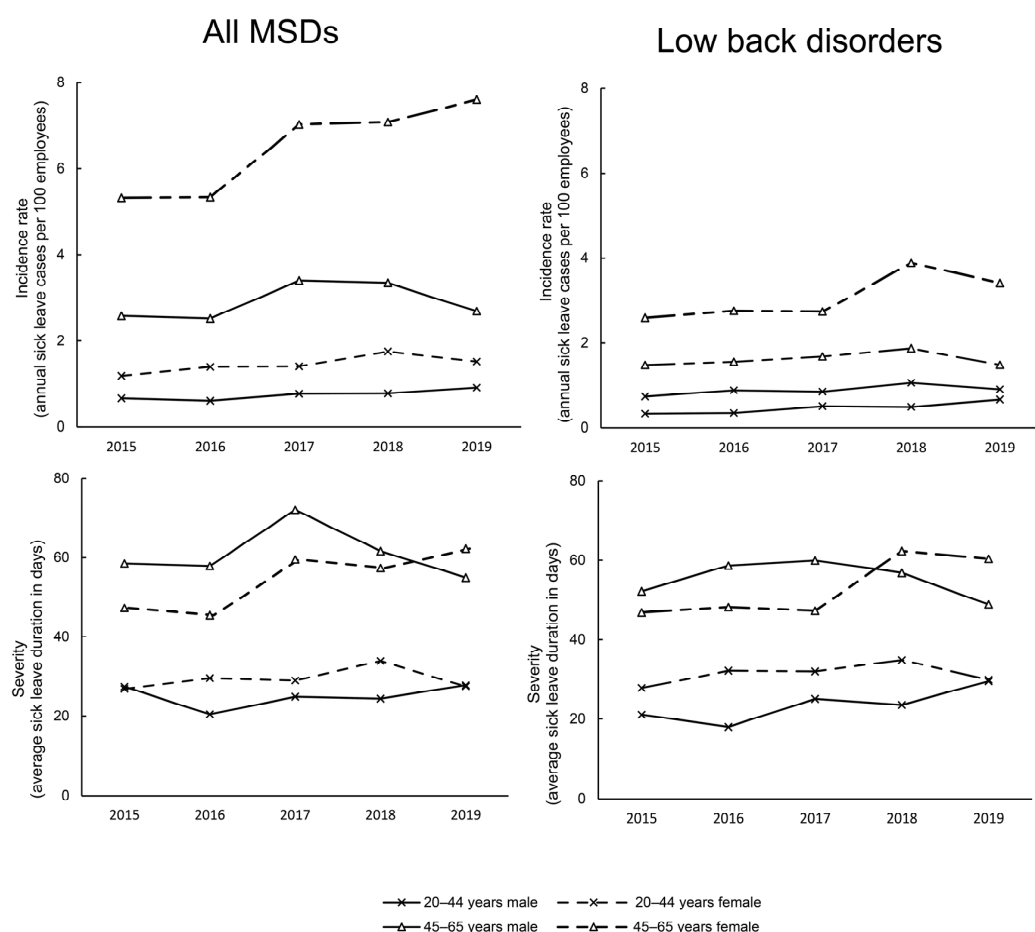 All MSDs
Low back disorders
Incidence rate
(annual sick leave cases per 100 employees)
8
6
4
2
0
2015 2016 2017 2018 2019
Incidence rate
(annual sick leave cases per 100 employees)
8
6
4
2
0
2015 2016 2017 2018 2019
Severity
(average sick leave duration in days)
80
60
40
20
0
2015 2016 2017 2018 2019
Severity
(average sick leave duration in days)
80
60
40
20
0
2015 2016 2017 2018 2019
20–44 years male
20–44 years female
45–65 years male
45–65 years female